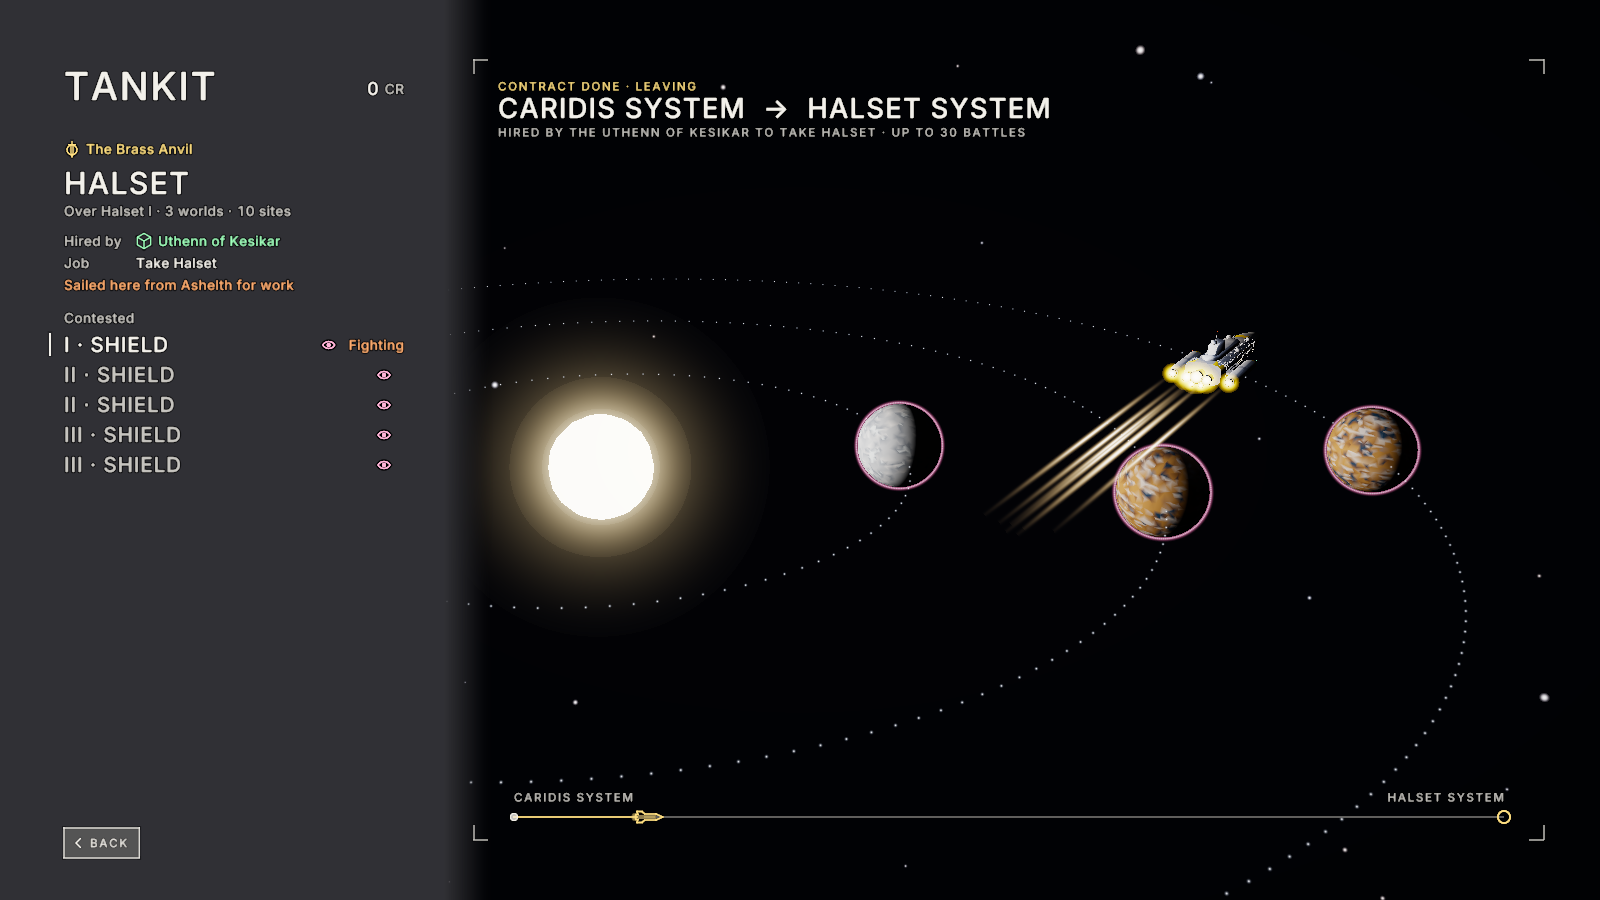 TANKIT
0 CR
The Brass Anvil
HALSET
Over Halset I · 3 worlds · 10 sites
Hired by Uthenn of Kesikar
Job Take Halset
Sailed here from Asheith for work
Contested
I · SHIELD Fighting
II · SHIELD
II · SHIELD
III · SHIELD
III · SHIELD
< BACK
CONTRACT DONE · LEAVING
CARIDIS SYSTEM → HALSET SYSTEM
HIRED BY THE UTHENN OF KESIKAR TO TAKE HALSET · UP TO 30 BATTLES
CARIDIS SYSTEM
HALSET SYSTEM